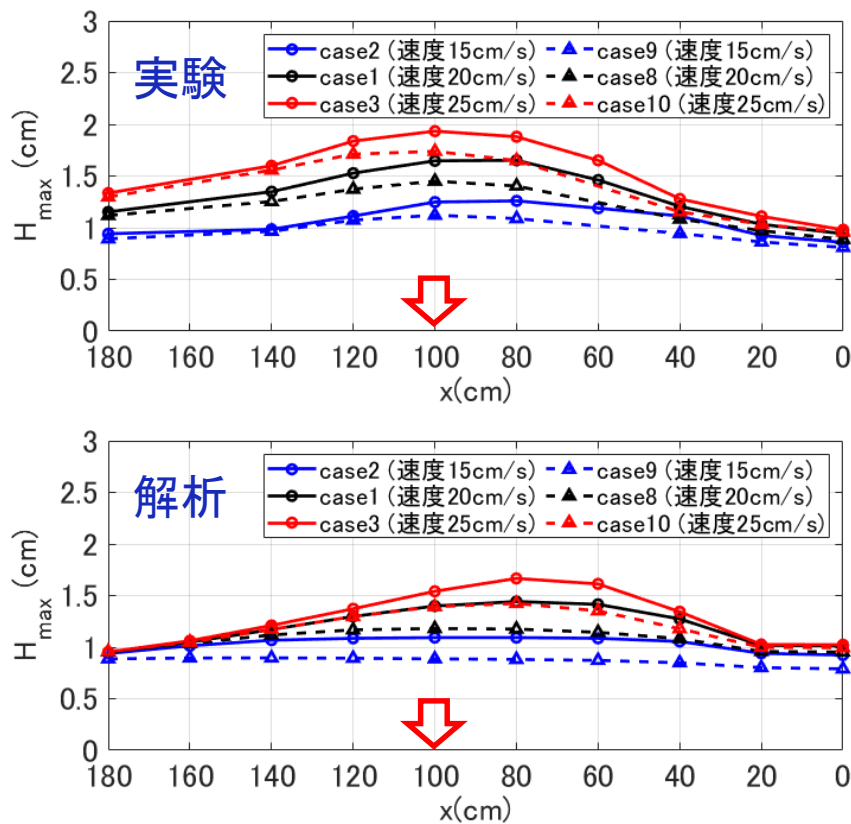 3
2.5
2
1.5
1
0.5
0
H max (cm)
実験
case2 (速度15cm/s)
case1 (速度20cm/s)
case3 (速度25cm/s)
case9 (速度15cm/s)
case8 (速度20cm/s)
case10 (速度25cm/s)
180 160 140 120 100 80 60 40 20 0
x(cm)
3
2.5
2
1.5
1
0.5
0
H max (cm)
解析
case2 (速度15cm/s)
case1 (速度20cm/s)
case3 (速度25cm/s)
case9 (速度15cm/s)
case8 (速度20cm/s)
case10 (速度25cm/s)
180 160 140 120 100 80 60 40 20 0
x(cm)